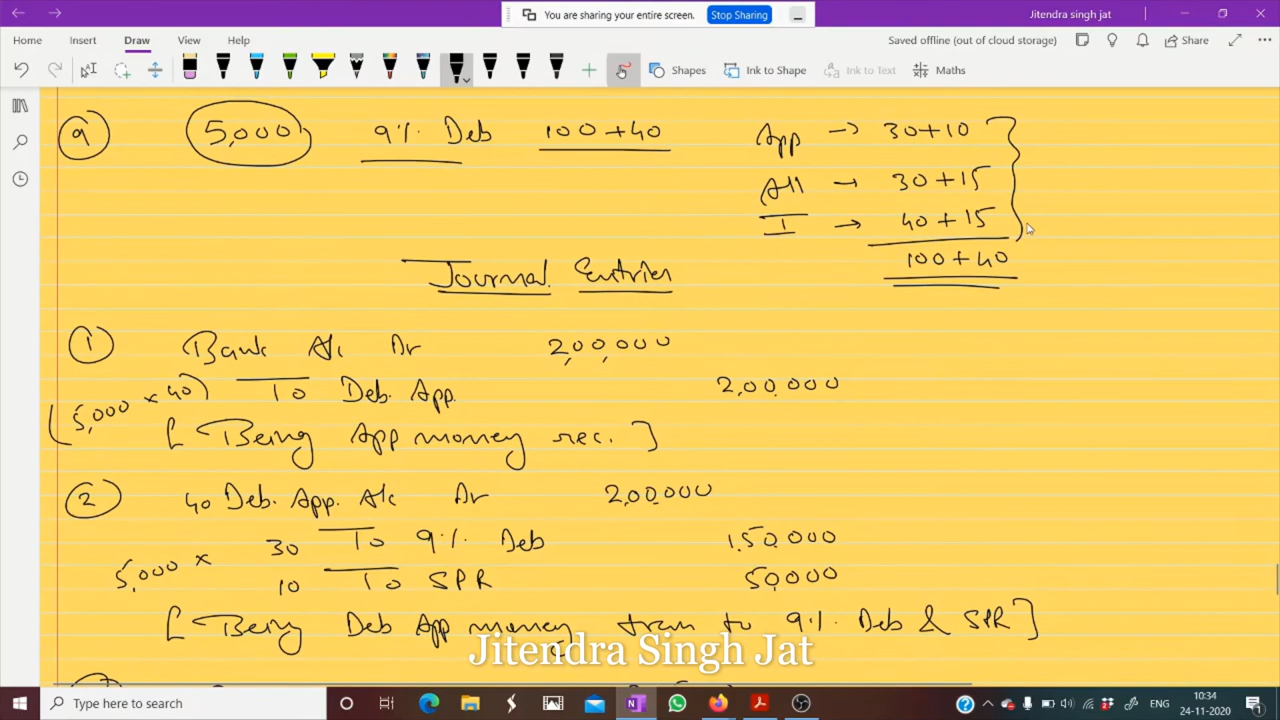 You are sharing your entire screen. Stop Sharing
Jitendra singh jat
Home Insert Draw View Help
Saved offline (out of cloud storage)
Share
Shapes
Ink to Shape
Ink to Text
Maths
9 5,000 9% Deb 100+40
App → 30+10
All → 30+15
I → 40+15
100+40
Journal Entries
1 Bank A/c Dr 2,00,000
(5,000 x 40) To Deb. App. 2,00,000
[Being App money rec.]
2 40 Deb. App. A/c Dr 2,00,000
5,000 x 30 To 9% Deb 1,50,000
10 To SPR 50,000
[Being Deb App money tran to 9% Deb & SPR]
Jitendra Singh Jat
Type here to search
ENG
10:34
24-11-2020